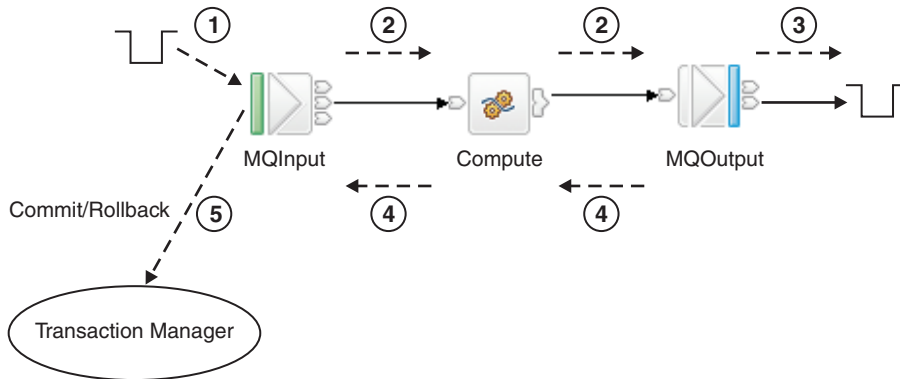 1
2
2
3
MQInput
Compute
MQOutput
4
4
Commit/Rollback
5
Transaction Manager